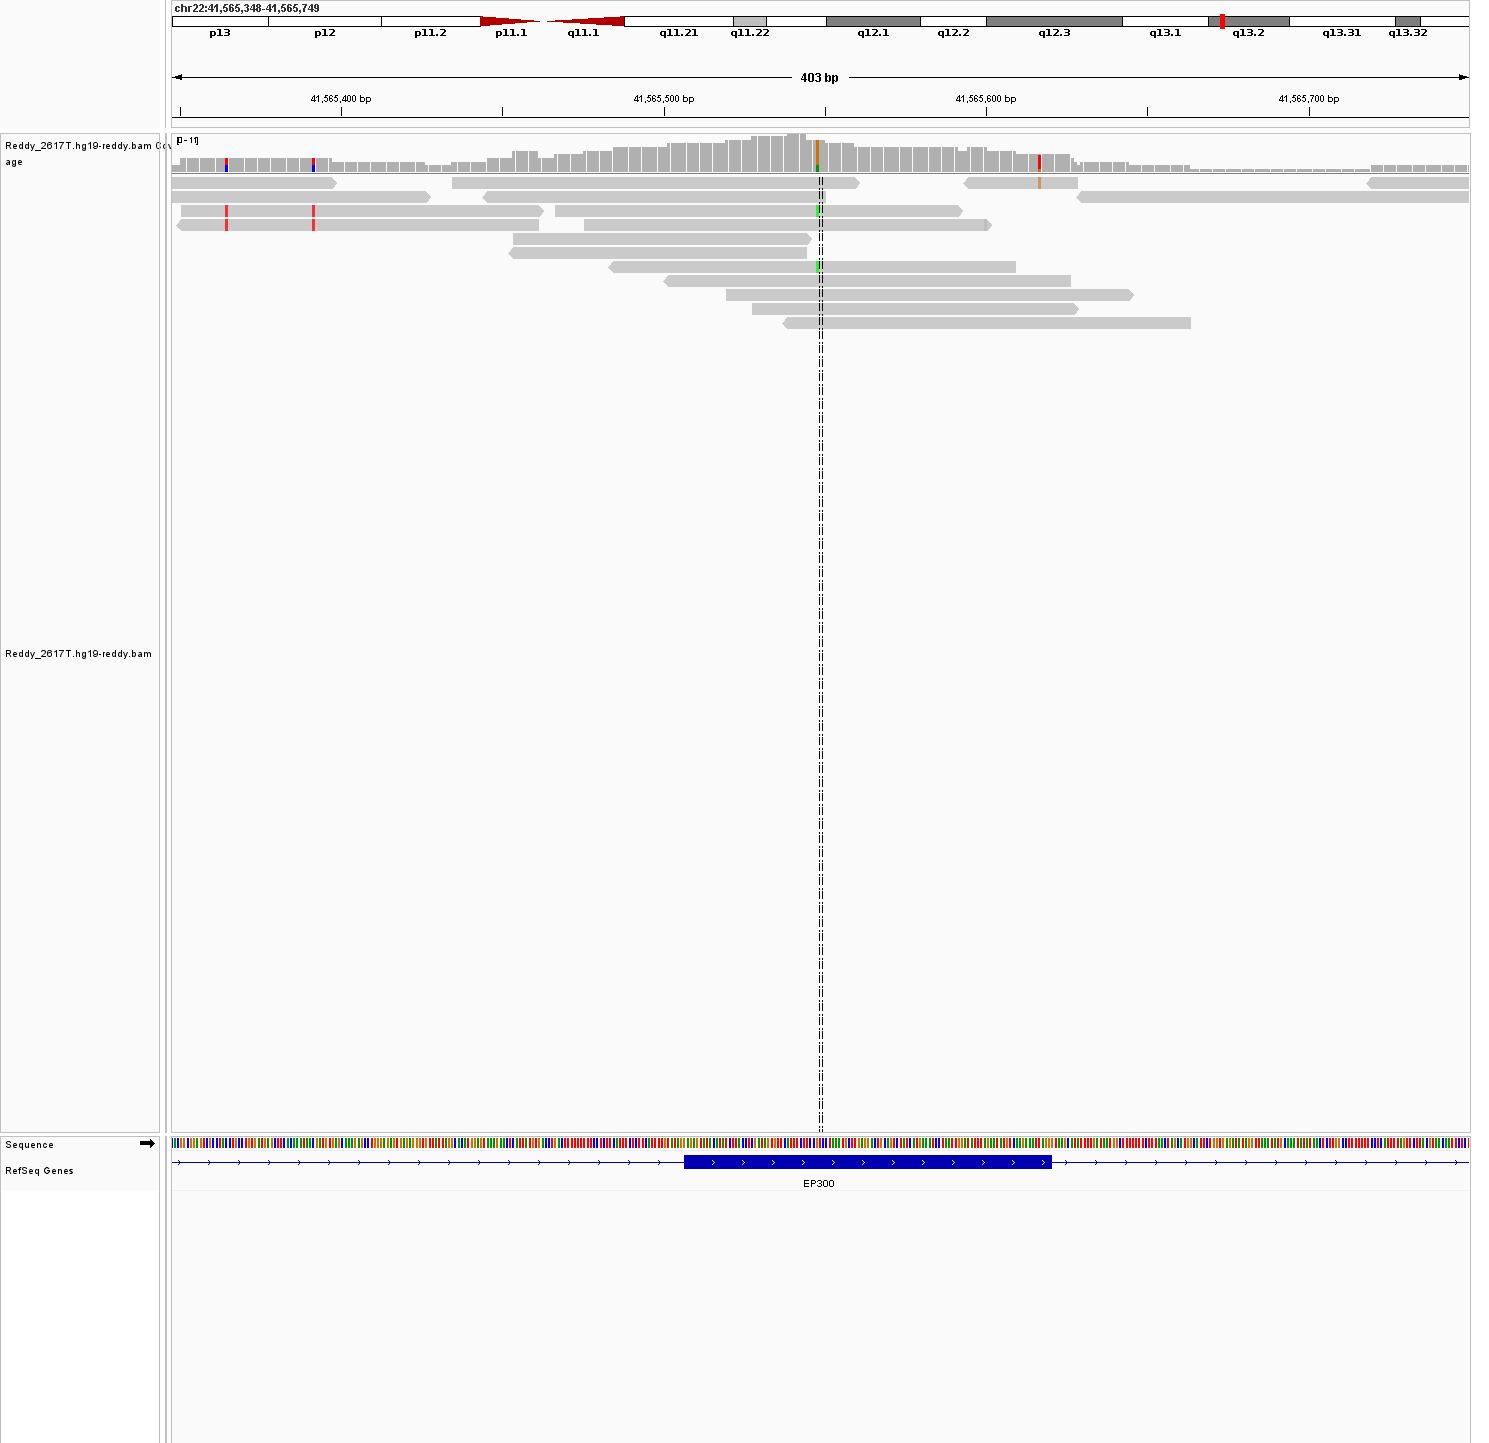 chr22:41,565,348-41,565,749
p13 p12 p11.2 p11.1 q11.1 q11.21 q11.22 q12.1 q12.2 q12.3 q13.1 q13.2 q13.31 q13.32
403 bp
41,565,400 bp 41,565,500 bp 41,565,600 bp 41,565,700 bp
Reddy_2617T.hg19-reddy.bam Cov
age
[0 - 11]
Reddy_2617T.hg19-reddy.bam
Sequence
RefSeq Genes
EP300